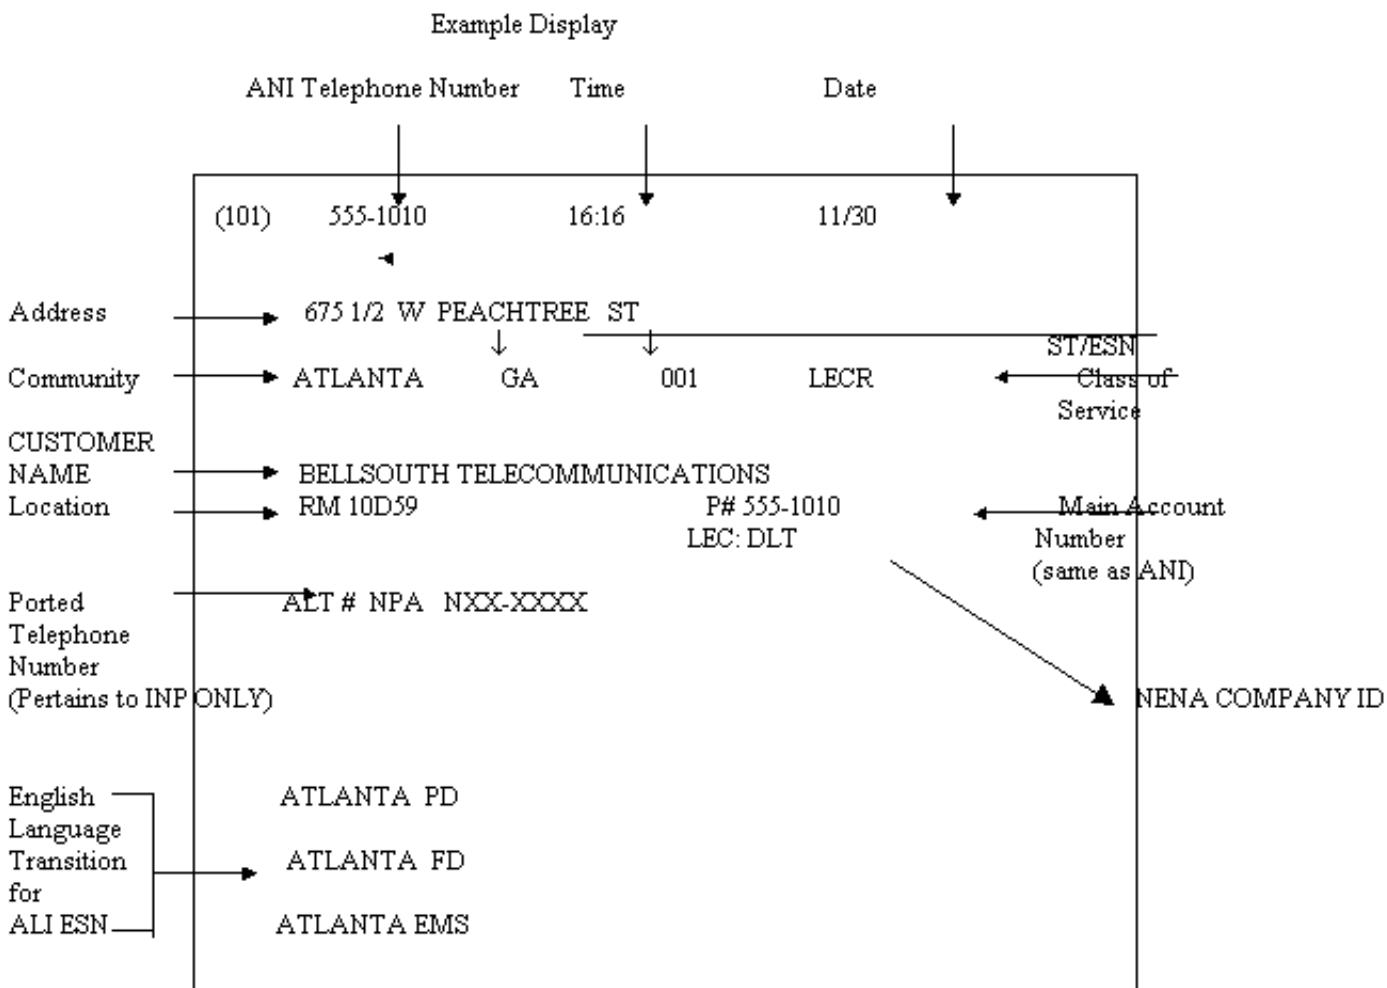 Example Display
ANI Telephone Number Time Date
(101) 555-1010 16:16 11/30
Address 675 1/2 W PEACHTREE ST
ST/ESN
Community ATLANTA GA 001 LECR Class of
Service
CUSTOMER
NAME BELLSOUTH TELECOMMUNICATIONS
Location RM 10D59 P# 555-1010 Main Account
LEC: DLT Number
(same as ANI)
Ported ALT # NPA NXX-XXXX
Telephone
Number
(Pertains to INP ONLY) NENA COMPANY ID
English ATLANTA PD
Language
Transition ATLANTA FD
for
ALI ESN ATLANTA EMS